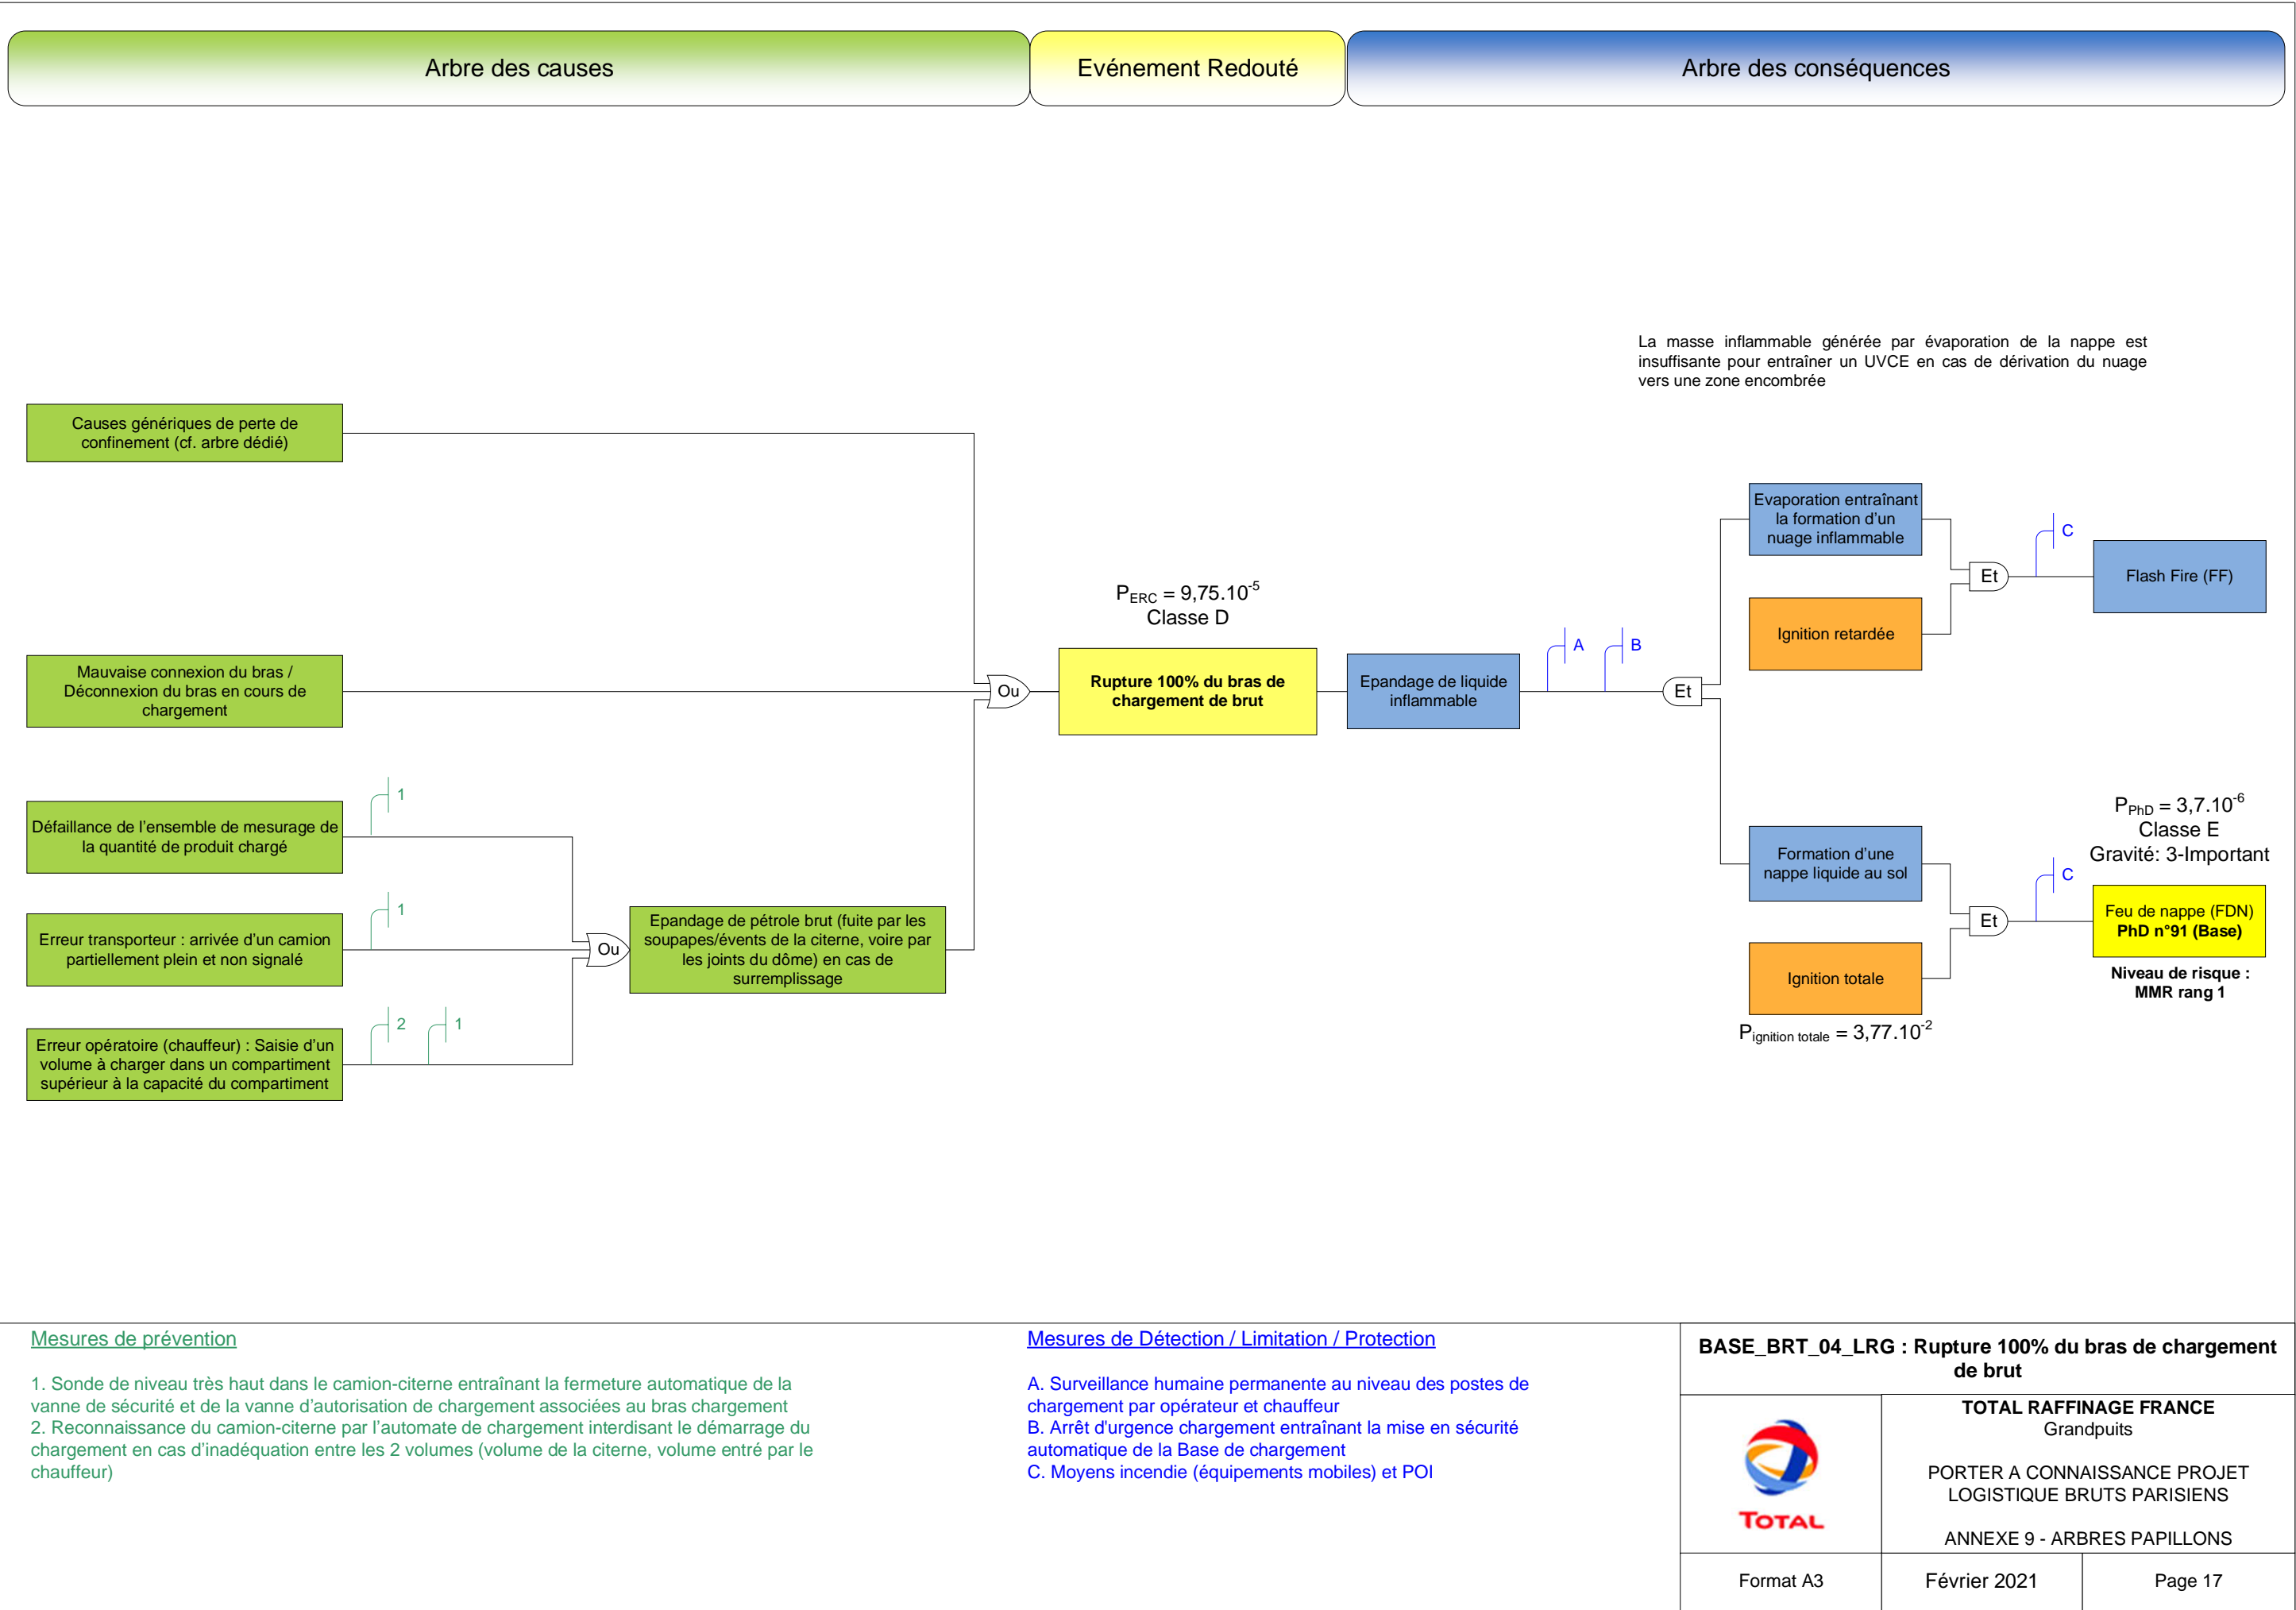 Arbre des causes
Evénement Redouté
Arbre des conséquences
La masse inflammable générée par évaporation de la nappe est
insuffisante pour entraîner un UVCE en cas de dérivation du nuage
vers une zone encombrée
Causes génériques de perte de
confinement (cf. arbre dédié)
Mauvaise connexion du bras /
Déconnexion du bras en cours de
chargement
Défaillance de l'ensemble de mesurage de
la quantité de produit chargé
1
Erreur transporteur : arrivée d'un camion
partiellement plein et non signalé
1
Erreur opératoire (chauffeur) : Saisie d'un
volume à charger dans un compartiment
supérieur à la capacité du compartiment
2
1
Ou
Epandage de pétrole brut (fuite par les
soupapes/évents de la citerne, voire par
les joints du dôme) en cas de
surremplissage
Ou
P_ERC = 9,75.10^-5
Classe D
Rupture 100% du bras de
chargement de brut
Epandage de liquide
inflammable
A
B
Et
Evaporation entraînant
la formation d'un
nuage inflammable
Ignition retardée
Et
C
Flash Fire (FF)
Formation d'une
nappe liquide au sol
Ignition totale
P_ignition totale = 3,77.10^-2
Et
C
P_PhD = 3,7.10^-6
Classe E
Gravité: 3-Important
Feu de nappe (FDN)
PhD n°91 (Base)
Niveau de risque :
MMR rang 1
Mesures de prévention
1. Sonde de niveau très haut dans le camion-citerne entraînant la fermeture automatique de la
vanne de sécurité et de la vanne d'autorisation de chargement associées au bras chargement
2. Reconnaissance du camion-citerne par l'automate de chargement interdisant le démarrage du
chargement en cas d'inadéquation entre les 2 volumes (volume de la citerne, volume entré par le
chauffeur)
Mesures de Détection / Limitation / Protection
A. Surveillance humaine permanente au niveau des postes de
chargement par opérateur et chauffeur
B. Arrêt d'urgence chargement entraînant la mise en sécurité
automatique de la Base de chargement
C. Moyens incendie (équipements mobiles) et POI
BASE_BRT_04_LRG : Rupture 100% du bras de chargement
de brut
TOTAL
TOTAL RAFFINAGE FRANCE
Grandpuits
PORTER A CONNAISSANCE PROJET
LOGISTIQUE BRUTS PARISIENS
ANNEXE 9 - ARBRES PAPILLONS
Format A3
Février 2021
Page 17